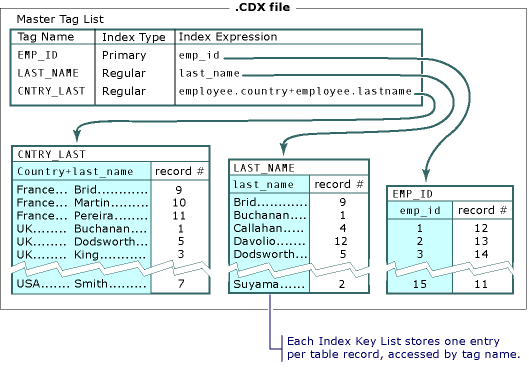 .CDX file
Master Tag List
Tag Name Index Type Index Expression
EMP_ID Primary emp_id
LAST_NAME Regular last_name
CNTRY_LAST Regular employee.country+employee.lastname
CNTRY_LAST
Country+last_name record #
France... Brid............ 9
France... Martin.......... 10
France... Pereira......... 11
UK........ Buchanan.... 1
UK........ Dodsworth... 5
UK........ King............ 3
USA....... Smith.......... 7
LAST_NAME
last_name record #
Brid............ 9
Buchanan.... 1
Callahan..... 4
Davolio....... 12
Dodsworth... 5
Suyama...... 2
EMP_ID
emp_id record #
1 12
2 13
3 14
15 11
Each Index Key List stores one entry
per table record, accessed by tag name.